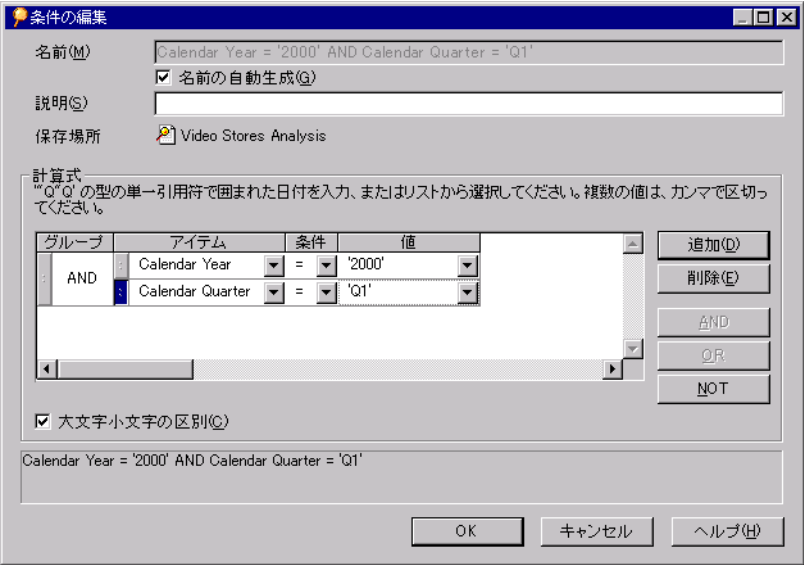 条件の編集
名前(M)
Calendar Year = '2000' AND Calendar Quarter = 'Q1'
名前の自動生成(G)
説明(S)
保存場所
Video Stores Analysis
計算式
'"Q"Q' の型の単一引用符で囲まれた日付を入力、またはリストから選択してください。複数の値は、カンマで区切っ
てください。
グループ アイテム 条件 値
AND
Calendar Year = '2000'
Calendar Quarter = 'Q1'
追加(D)
削除(E)
AND
OR
NOT
大文字小文字の区別(C)
Calendar Year = '2000' AND Calendar Quarter = 'Q1'
OK キャンセル ヘルプ(H)